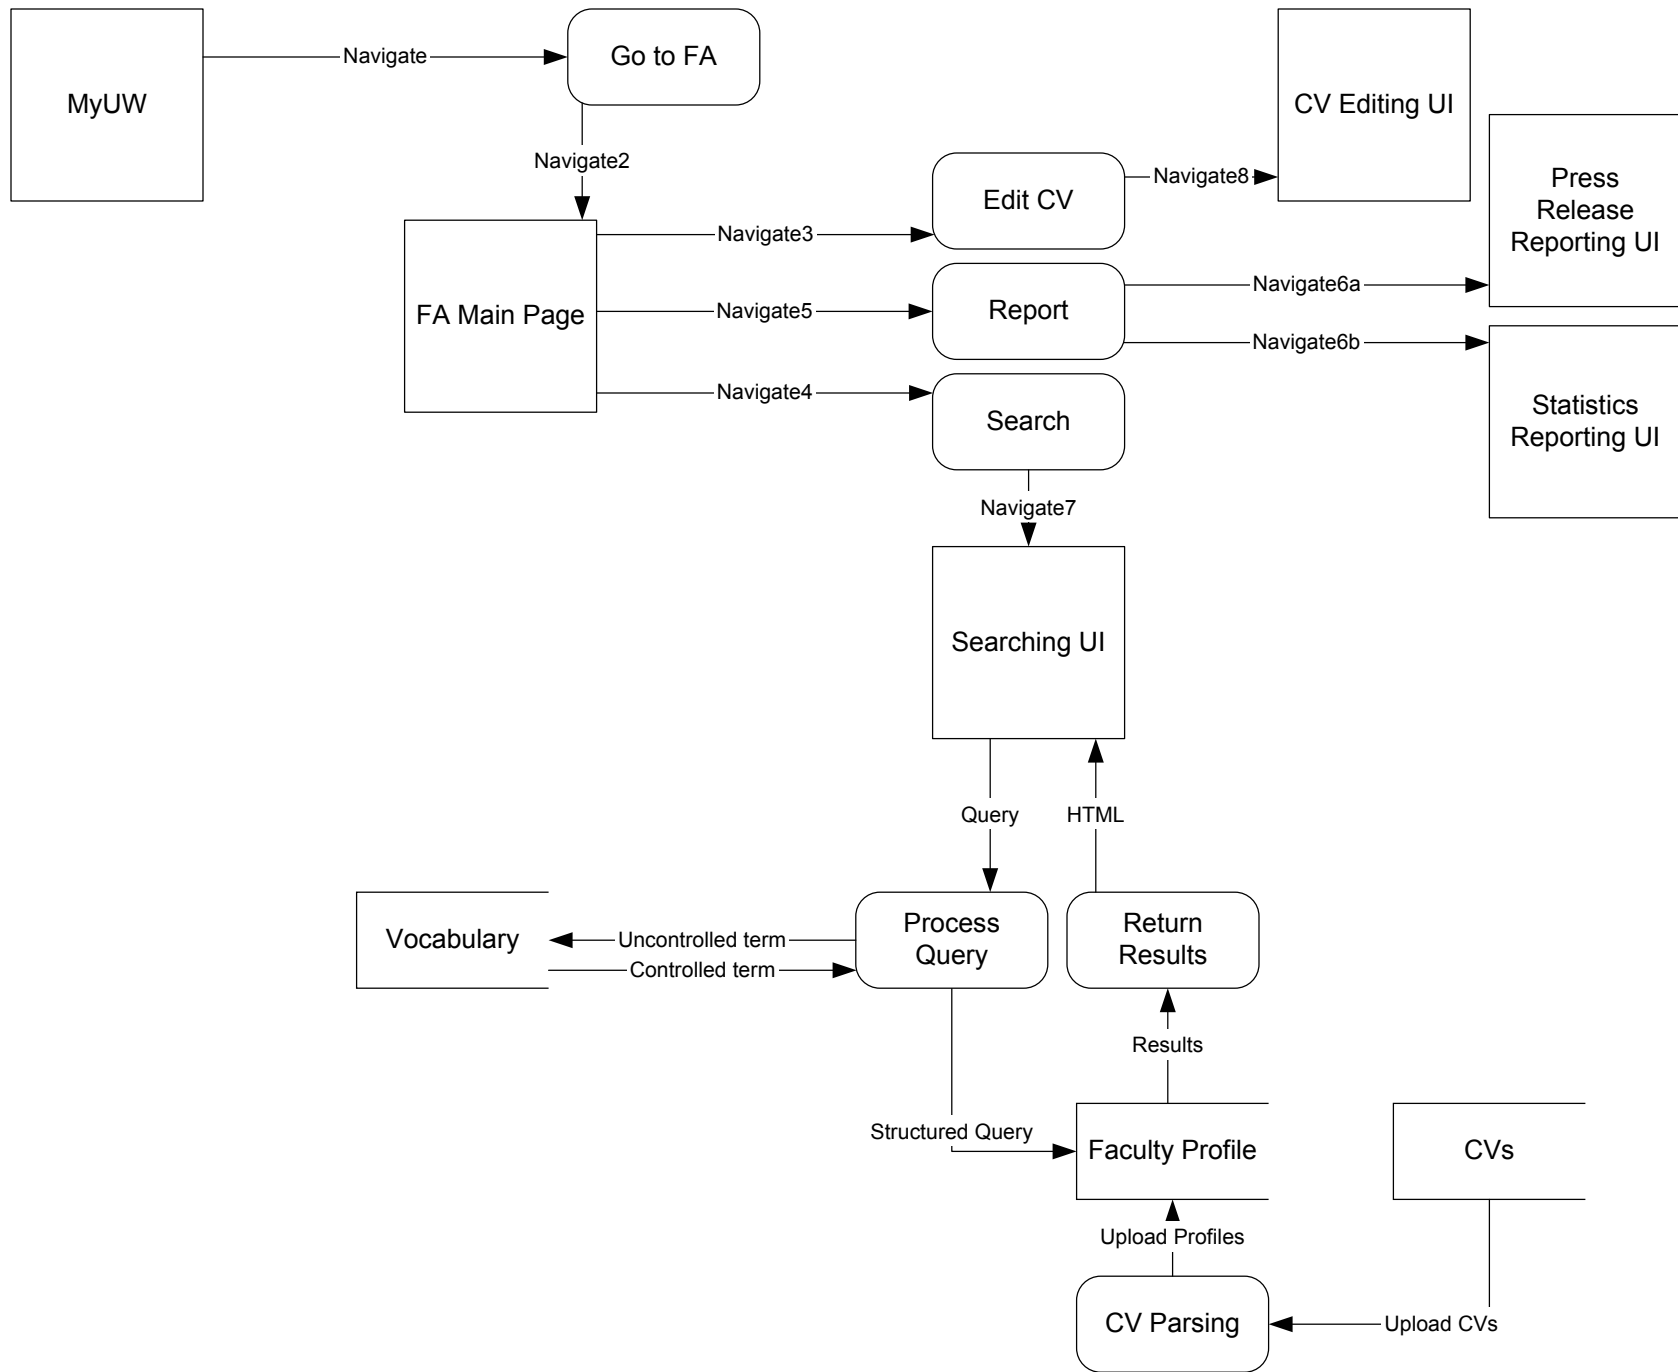 MyUW
Navigate
Go to FA
Navigate2
CV Editing UI
Press
Release
Reporting UI
Edit CV
Navigate8
FA Main Page
Navigate3
Navigate5
Report
Navigate6a
Navigate6b
Navigate4
Search
Statistics
Reporting UI
Navigate7
Searching UI
Query
HTML
Vocabulary
Uncontrolled term
Controlled term
Process
Query
Return
Results
Results
Structured Query
Faculty Profile
CVs
Upload Profiles
CV Parsing
Upload CVs